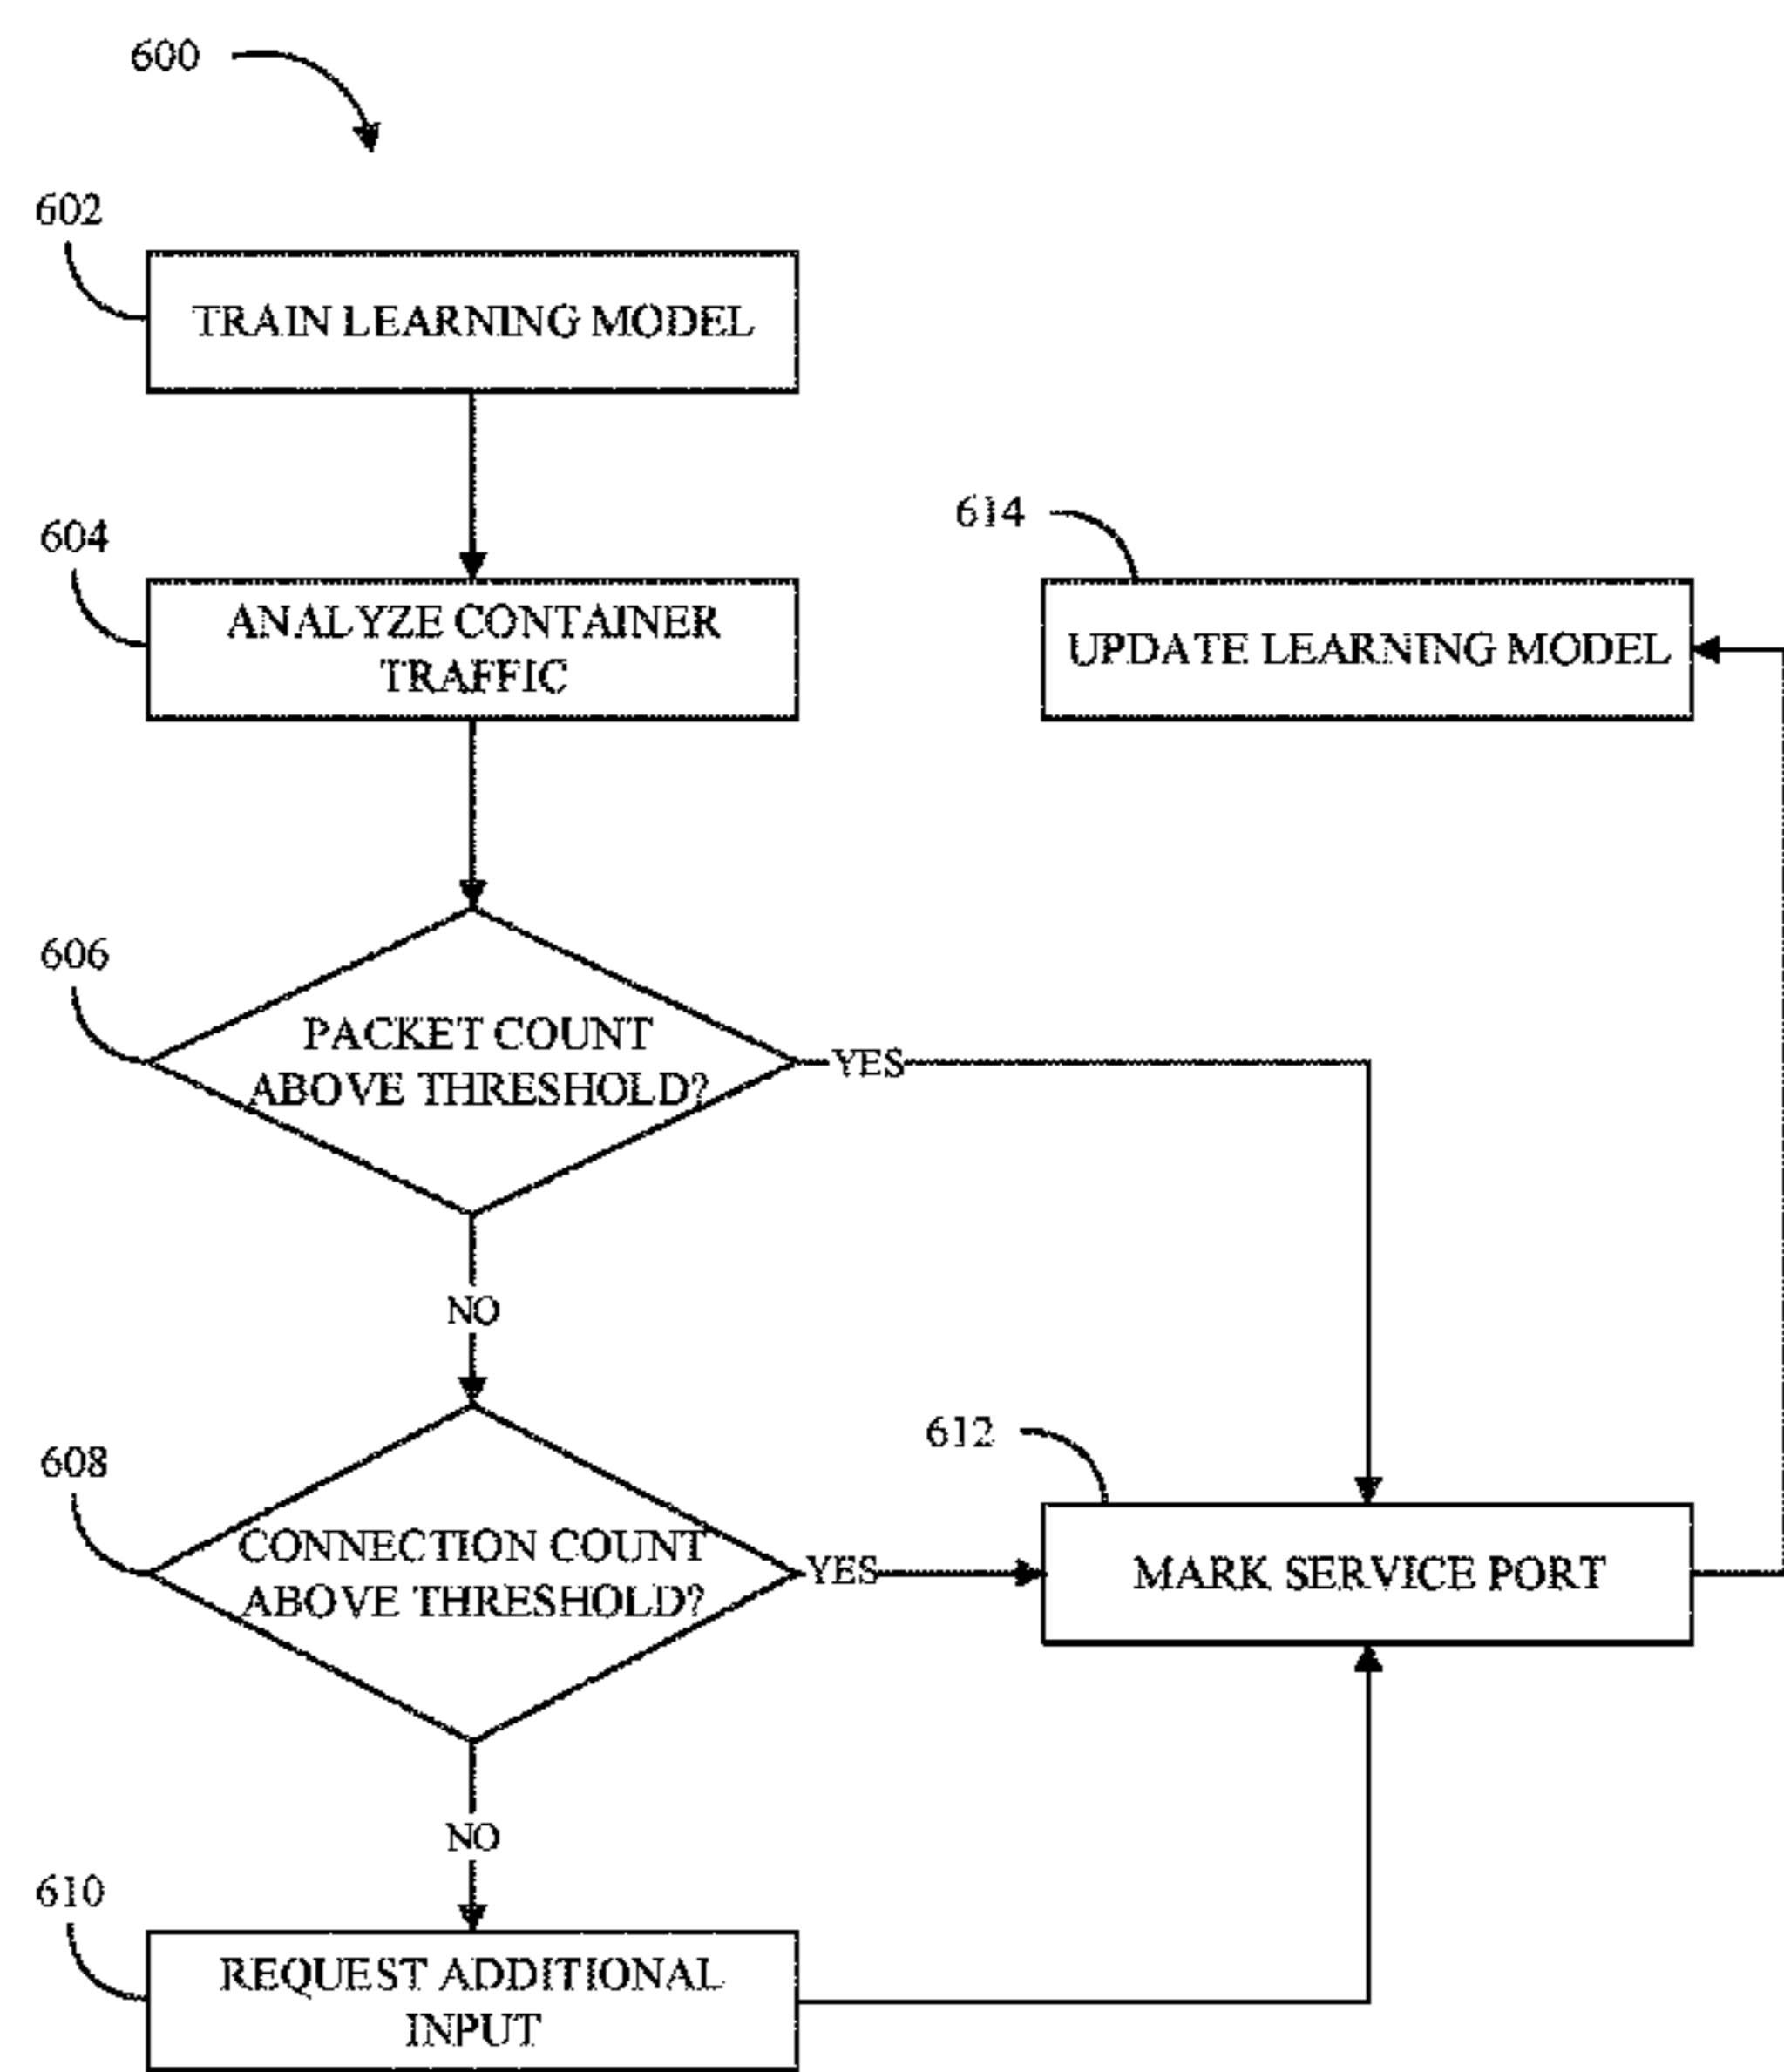 600
602
TRAIN LEARNING MODEL
604
ANALYZE CONTAINER
TRAFFIC
614
UPDATE LEARNING MODEL
606
PACKET COUNT
ABOVE THRESHOLD?
YES
NO
608
CONNECTION COUNT
ABOVE THRESHOLD?
YES
612
MARK SERVICE PORT
NO
610
REQUEST ADDITIONAL
INPUT